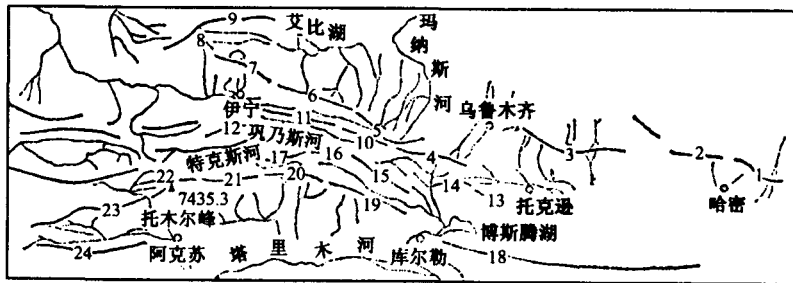 9
艾比湖
玛纳斯河
8
7
伊宁
6
乌鲁木齐
5
11
12
巩乃斯河
10
3
2
1
特克斯河
17
16
4
15
14
13
托克逊
哈密
22
21
20
19
7435.3
23
托木尔峰
博斯腾湖
24
阿克苏
塔里木河
库尔勒
18